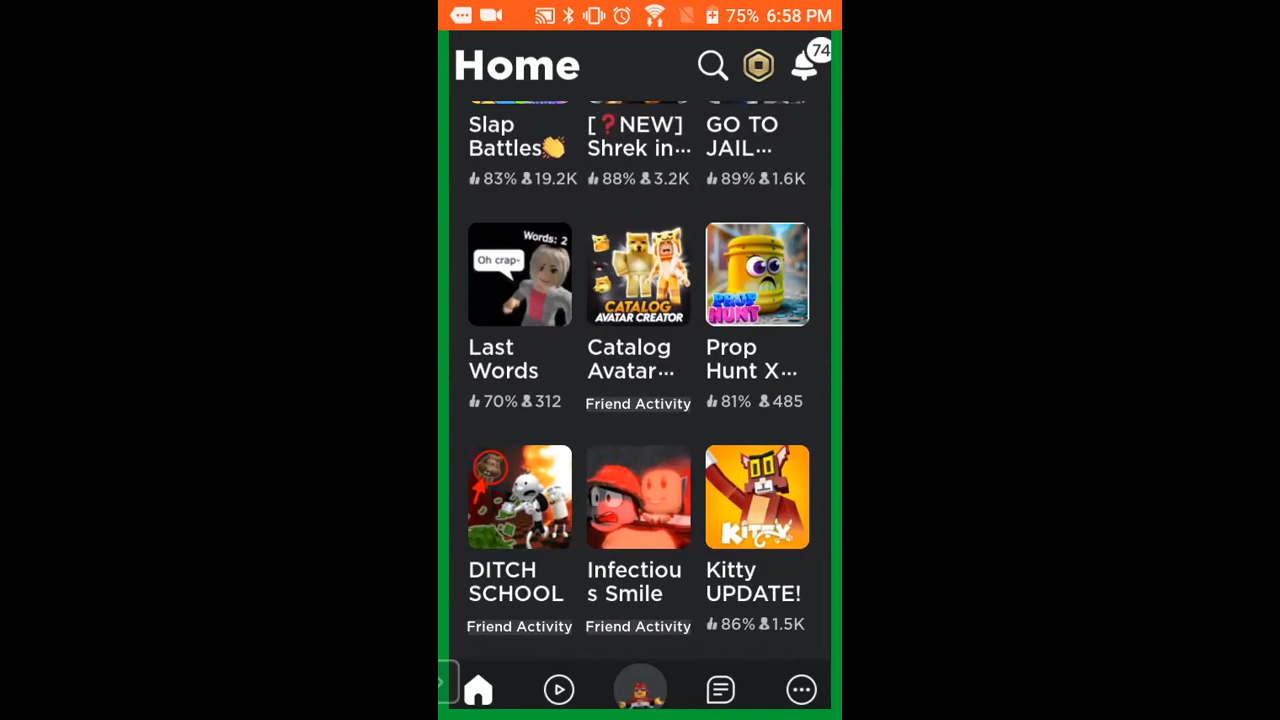 75% 6:58 PM
Home
74
Slap
Battles👏
[❓NEW]
Shrek in...
GO TO
JAIL...
83% 19.2K
88% 3.2K
89% 1.6K
Words: 2
Oh crap-
CATALOG
AVATAR CREATOR
PROP
HUNT
Last
Words
Catalog
Avatar...
Prop
Hunt X...
70% 312
Friend Activity
81% 485
KITTY
DITCH
SCHOOL
Infectiou
s Smile
Kitty
UPDATE!
Friend Activity
Friend Activity
86% 1.5K